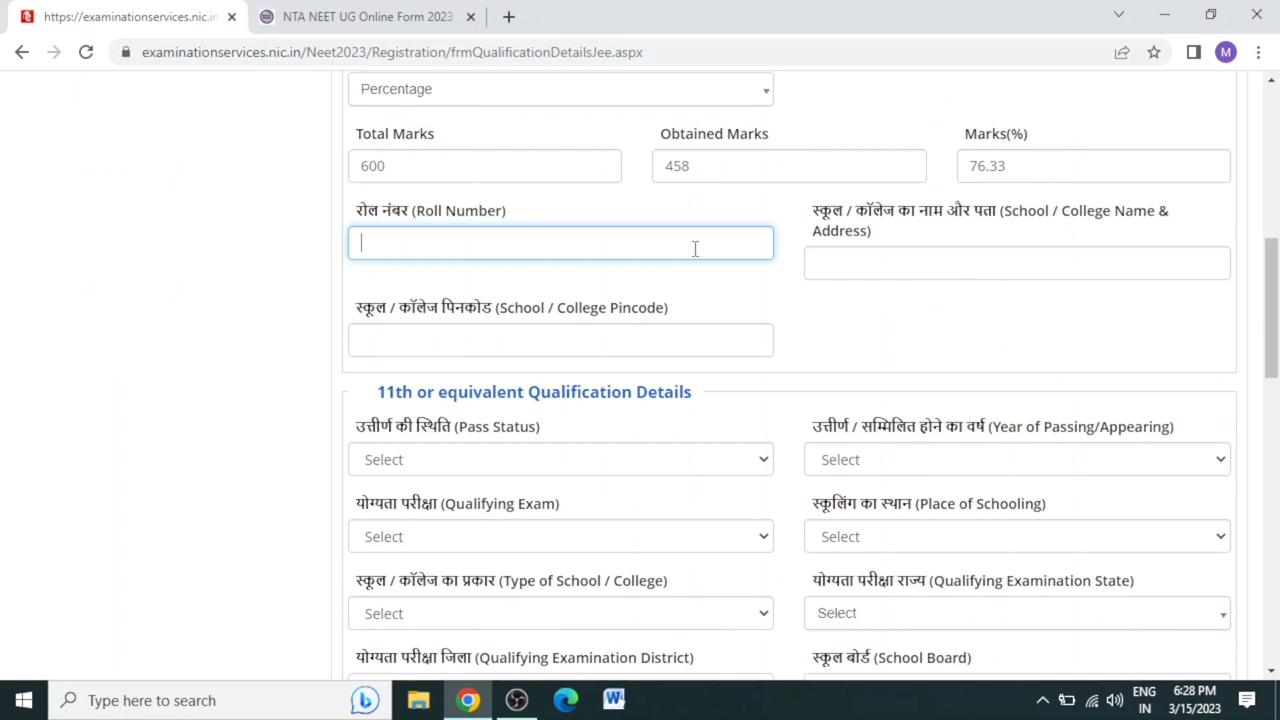 https://examinationservices.nic.in
NTA NEET UG Online Form 2023
examinationservices.nic.in/Neet2023/Registration/frmQualificationDetailsJee.aspx
M
Percentage
Total Marks
Obtained Marks
Marks(%)
600
458
76.33
रोल नंबर (Roll Number)
स्कूल / कॉलेज का नाम और पता (School / College Name &
Address)
स्कूल / कॉलेज पिनकोड (School / College Pincode)
11th or equivalent Qualification Details
उत्तीर्ण की स्थिति (Pass Status)
उत्तीर्ण / सम्मिलित होने का वर्ष (Year of Passing/Appearing)
Select
Select
योग्यता परीक्षा (Qualifying Exam)
स्कूलिंग का स्थान (Place of Schooling)
Select
Select
स्कूल / कॉलेज का प्रकार (Type of School / College)
योग्यता परीक्षा राज्य (Qualifying Examination State)
Select
Select
योग्यता परीक्षा जिला (Qualifying Examination District)
स्कूल बोर्ड (School Board)
Type here to search
W
ENG
IN
6:28 PM
3/15/2023